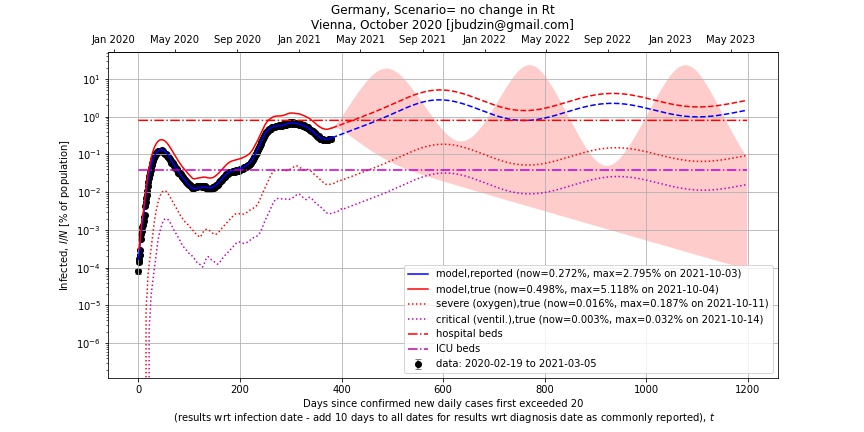 Germany, Scenario= no change in Rt
Vienna, October 2020 [jbudzin@gmail.com]
Jan 2020 May 2020 Sep 2020 Jan 2021 May 2021 Sep 2021 Jan 2022 May 2022 Sep 2022 Jan 2023 May 2023
Infected, I/N [% of population]
10¹
10⁰
10⁻¹
10⁻²
10⁻³
10⁻⁴
10⁻⁵
10⁻⁶
model,reported (now=0.272%, max=2.795% on 2021-10-03)
model,true (now=0.498%, max=5.118% on 2021-10-04)
severe (oxygen),true (now=0.016%, max=0.187% on 2021-10-11)
critical (ventil.),true (now=0.003%, max=0.032% on 2021-10-14)
hospital beds
ICU beds
data: 2020-02-19 to 2021-03-05
0 200 400 600 800 1000 1200
Days since confirmed new daily cases first exceeded 20
(results wrt infection date - add 10 days to all dates for results wrt diagnosis date as commonly reported), t